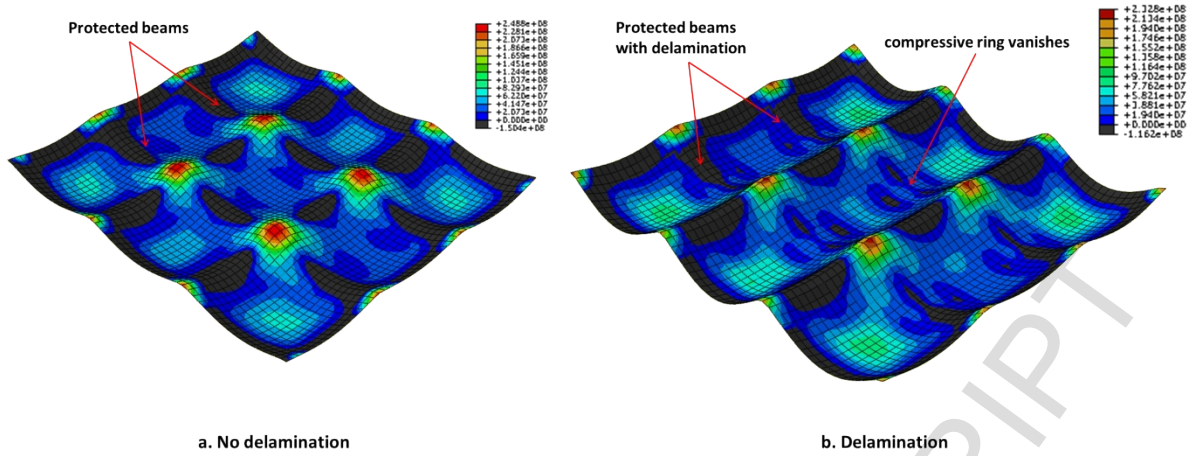 Protected beams
+2.488e+08
+2.281e+08
+2.073e+08
+1.866e+08
+1.659e+08
+1.451e+08
+1.244e+08
+1.037e+08
+8.293e+07
+6.220e+07
+4.147e+07
+2.073e+07
+0.000e+00
-1.504e+08
Protected beams
with delamination
compressive ring vanishes
+2.328e+08
+2.134e+08
+1.940e+08
+1.746e+08
+1.552e+08
+1.358e+08
+1.164e+08
+9.702e+07
+7.762e+07
+5.821e+07
+3.881e+07
+1.940e+07
+0.000e+00
-1.162e+08
a. No delamination
b. Delamination
RIPT